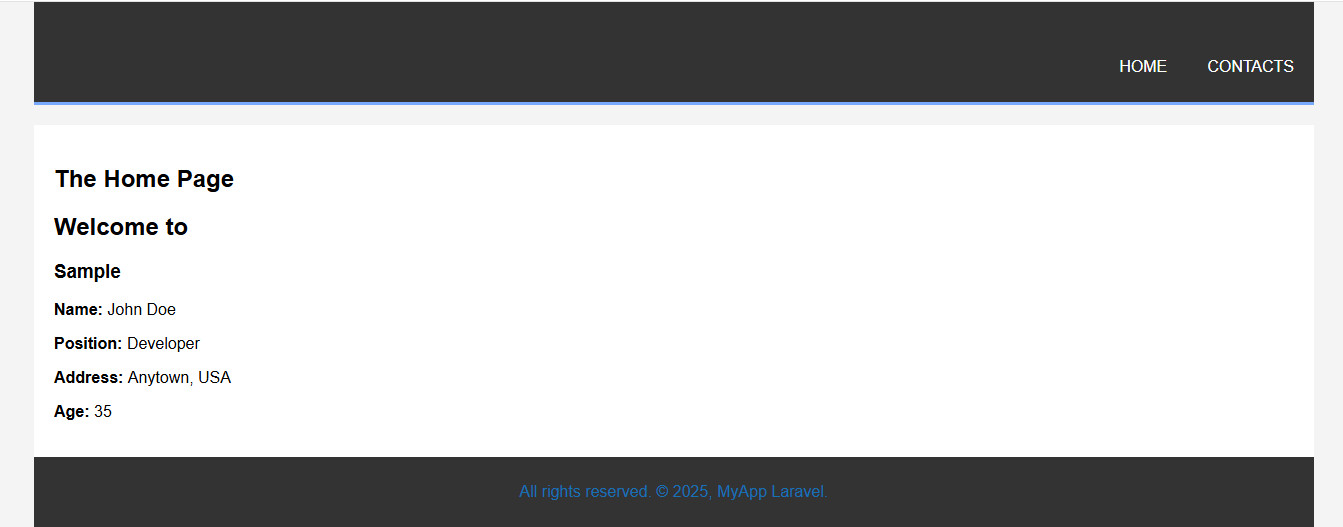 HOME CONTACTS
The Home Page
Welcome to
Sample
Name: John Doe
Position: Developer
Address: Anytown, USA
Age: 35
All rights reserved. © 2025, MyApp Laravel.